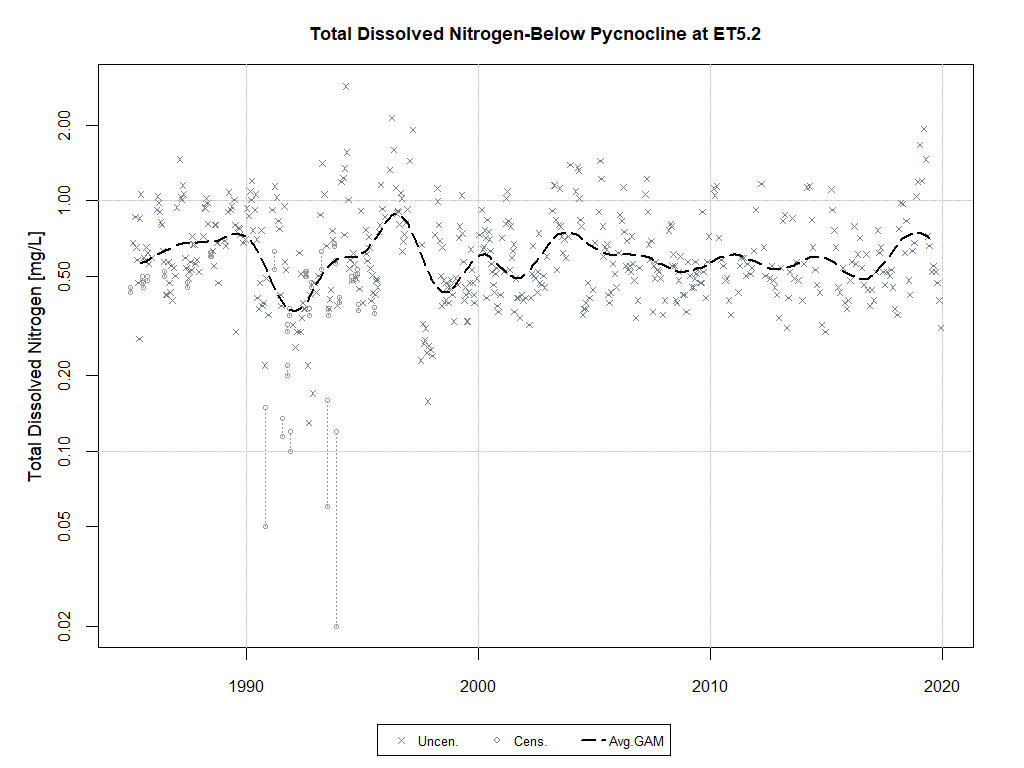 Total Dissolved Nitrogen-Below Pycnocline at ET5.2
Total Dissolved Nitrogen [mg/L]
2.00
1.00
0.50
0.20
0.10
0.05
0.02
1990 2000 2010 2020
Uncen. Cens. Avg.GAM